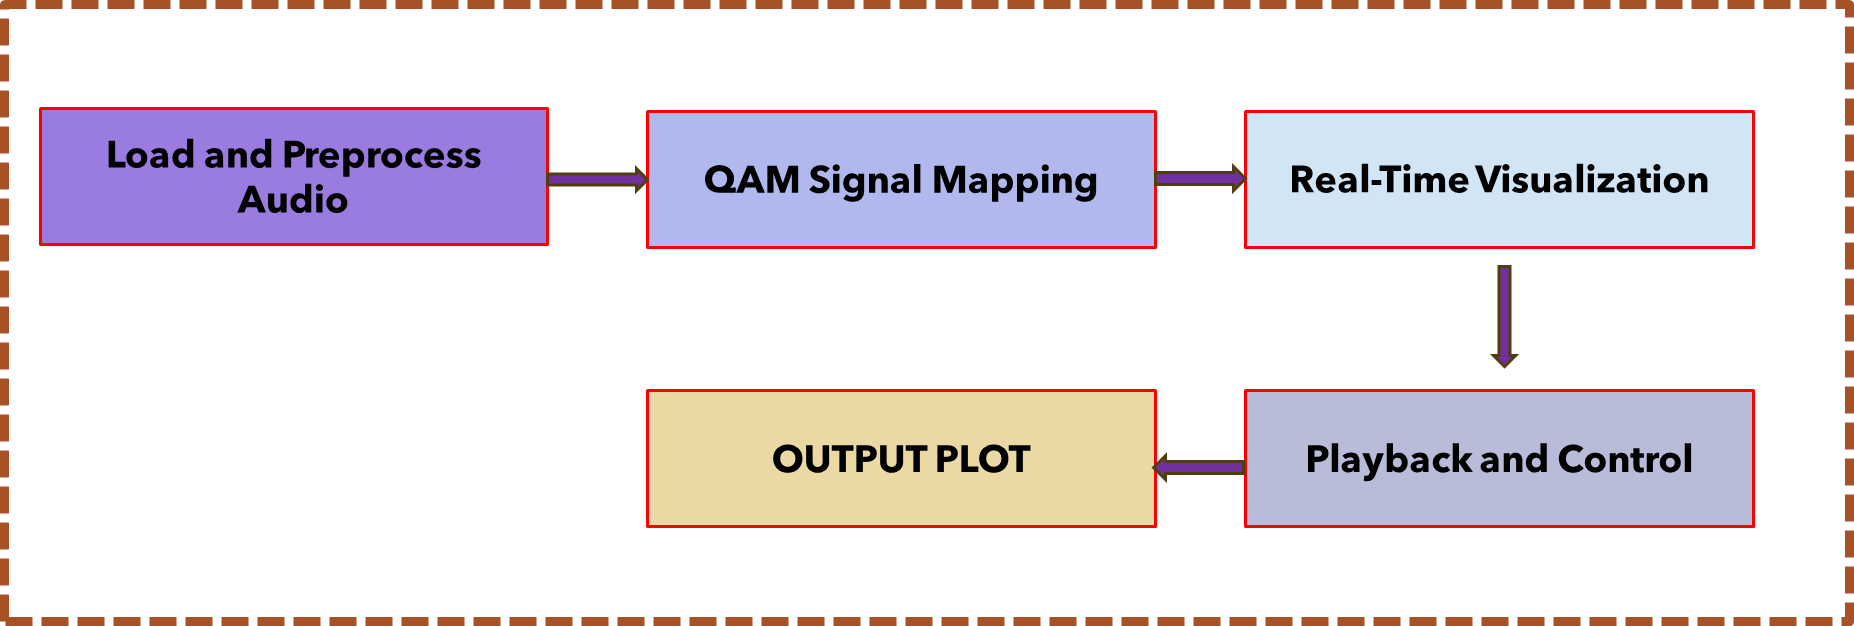 Load and Preprocess
Audio
QAM Signal Mapping
Real-Time Visualization
Playback and Control
OUTPUT PLOT